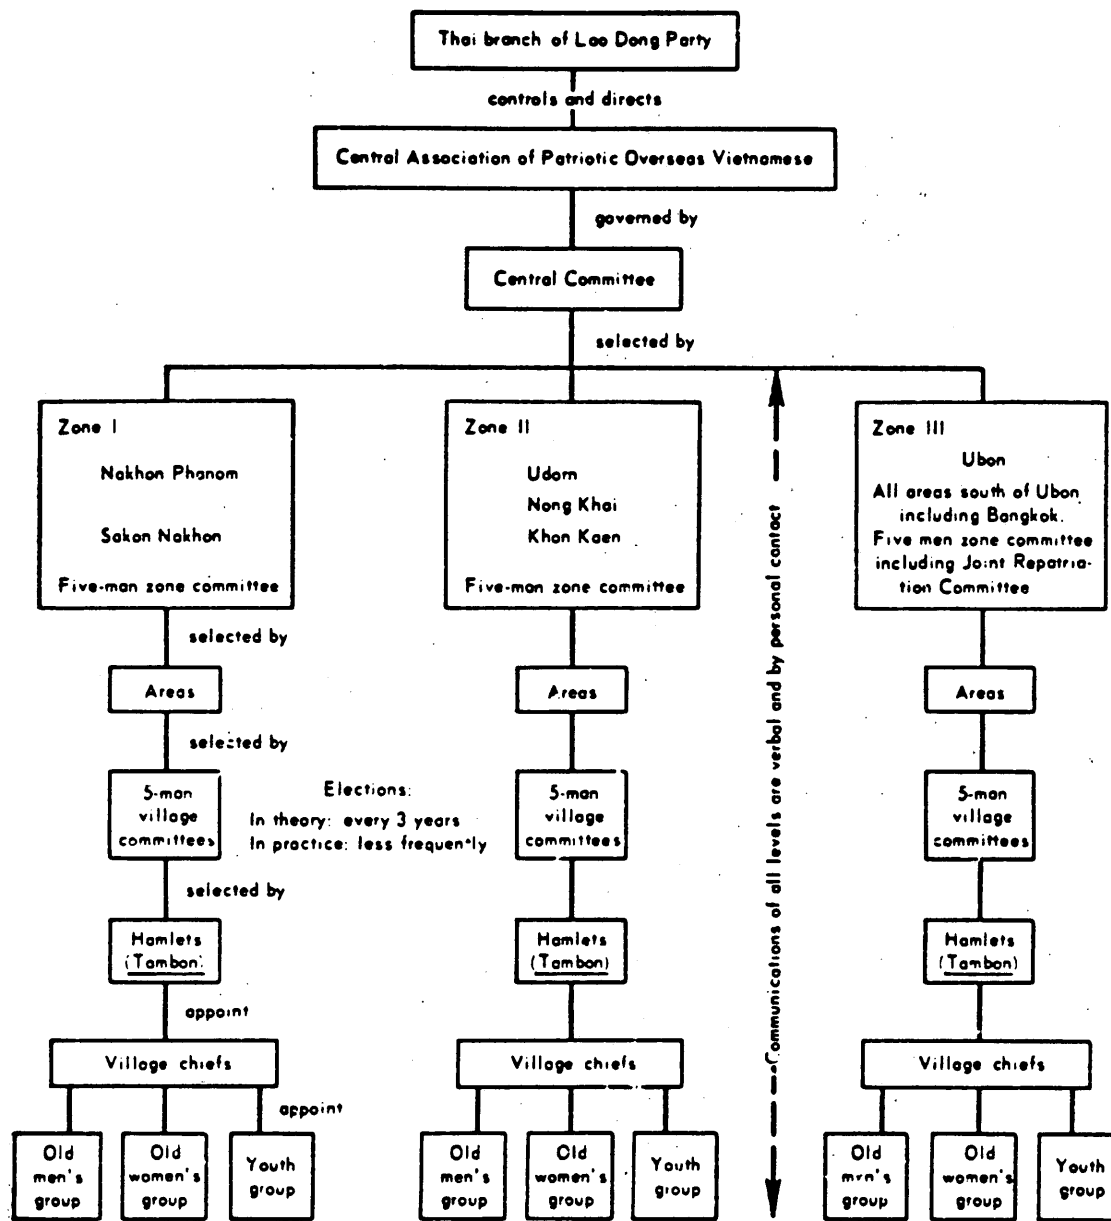 Thai branch of Lao Dong Party
controls and directs
Central Association of Patriotic Overseas Vietnamese
governed by
Central Committee
selected by
Zone I
Nakhon Phanom
Sakon Nakhon
Five-man zone committee
Zone II
Udorn
Nong Khai
Khon Kaen
Five-man zone committee
Zone III
Ubon
All areas south of Ubon
including Bangkok.
Five men zone committee
including Joint Repatria-
tion Committee
Communications of all levels are verbal and by personal contact
selected by
Areas
Areas
Areas
selected by
5-man
village
committees
Elections:
In theory: every 3 years
In practice: less frequently
5-man
village
committees
5-man
village
committees
selected by
Hamlets
(Tambon)
Hamlets
(Tambon)
Hamlets
(Tambon)
appoint
Village chiefs
Village chiefs
Village chiefs
appoint
Old
men's
group
Old
women's
group
Youth
group
Old
men's
group
Old
women's
group
Youth
group
Old
men's
group
Old
women's
group
Youth
group